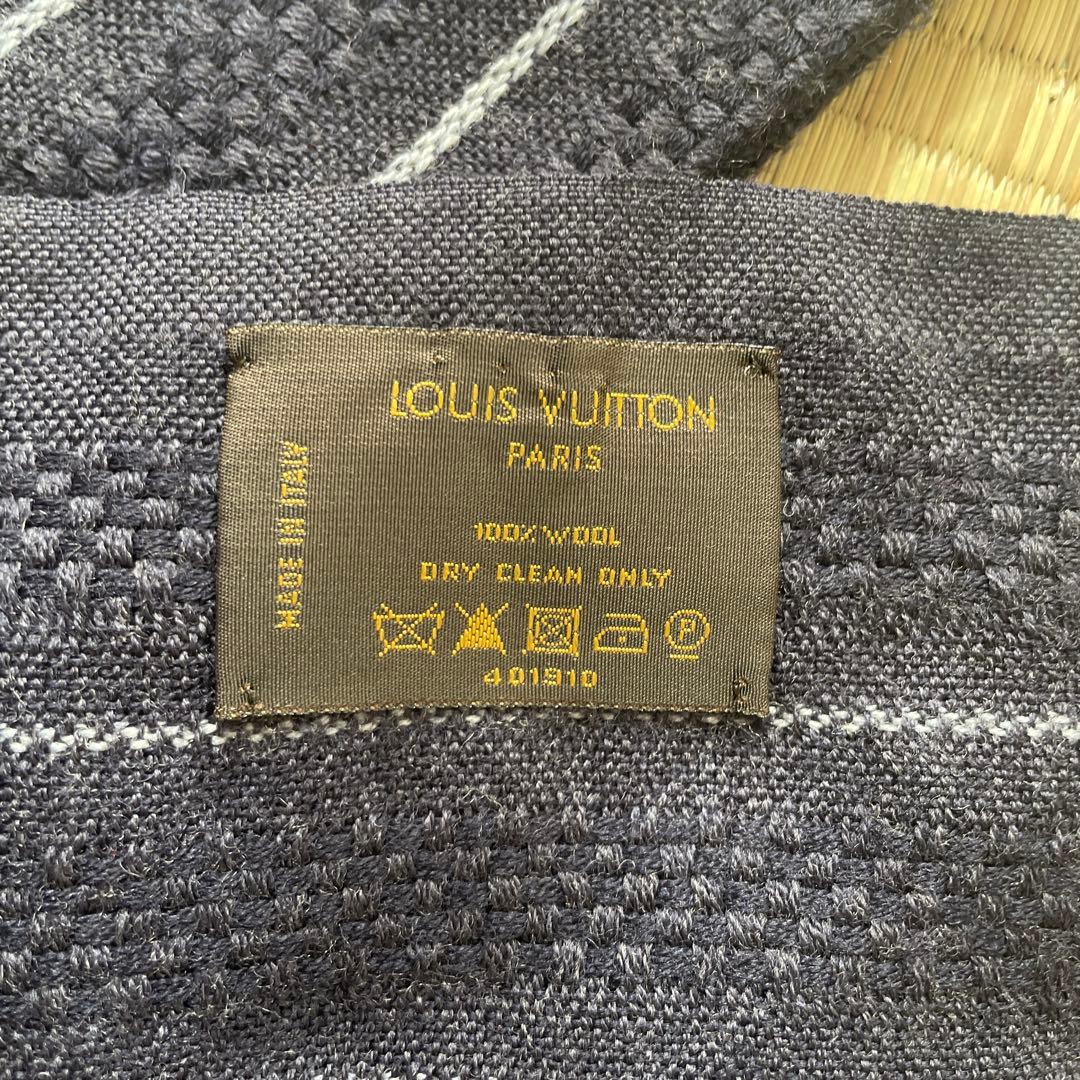 LOUIS VUITTON
PARIS
MADE IN ITALY
100% WOOL
DRY CLEAN ONLY
P
401910